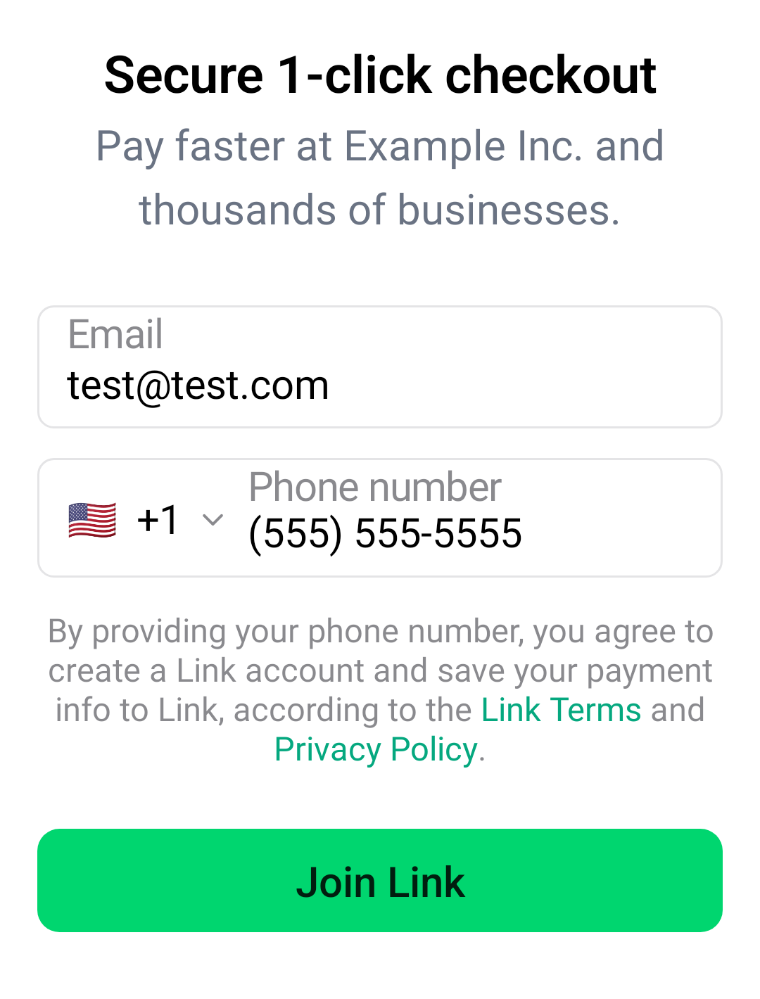 Secure 1-click checkout
Pay faster at Example Inc. and
thousands of businesses.
Email
test@test.com
Phone number
+1 (555) 555-5555
By providing your phone number, you agree to
create a Link account and save your payment
info to Link, according to the Link Terms and
Privacy Policy.
Join Link